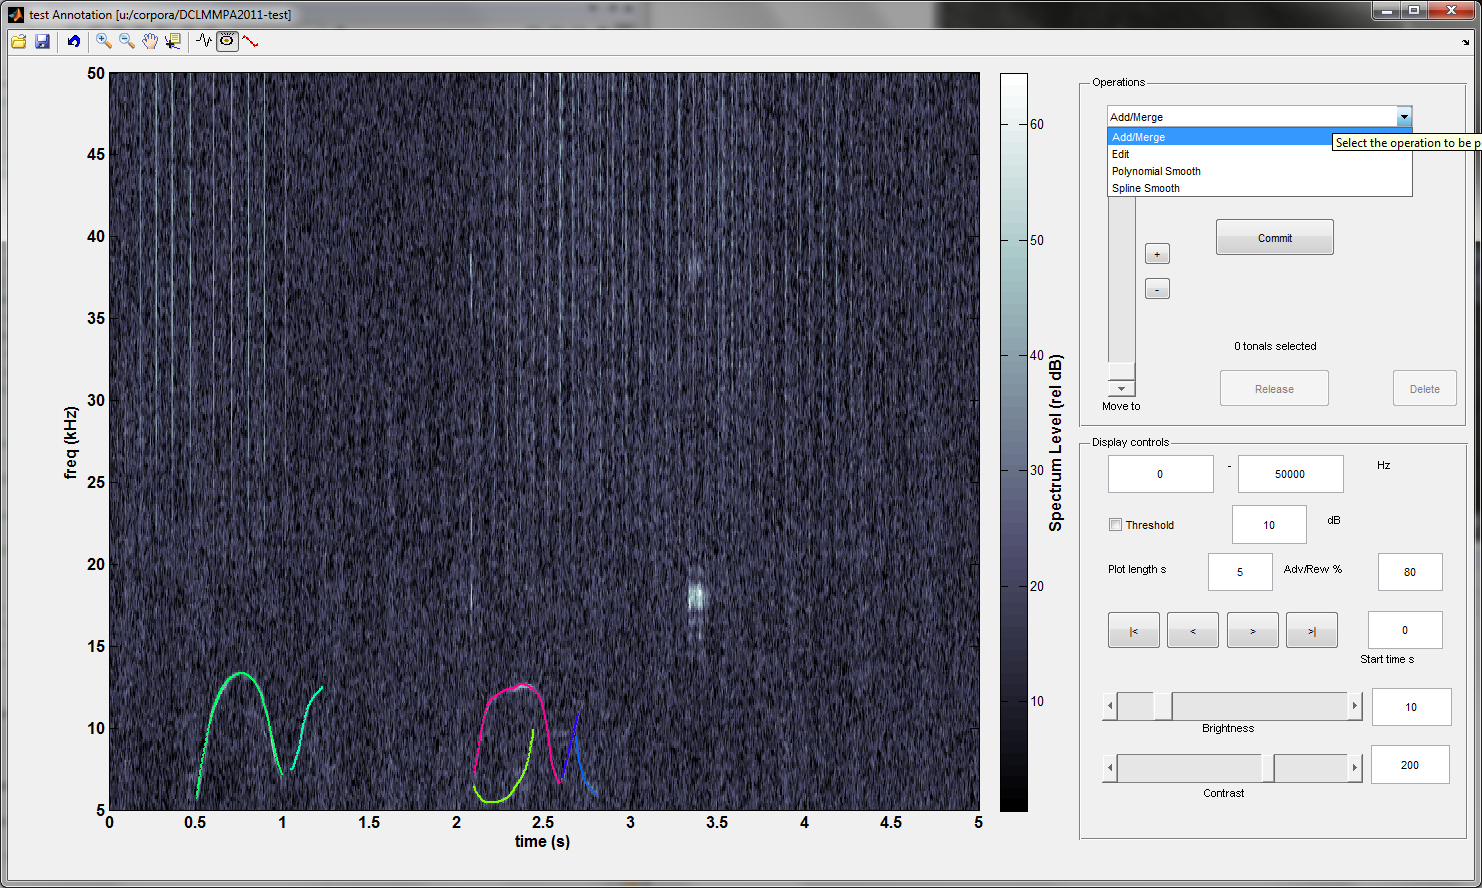 test Annotation [u:/corpora/DCLMMPA2011-test]
50
45
40
35
30
25
20
15
10
5
freq (kHz)
0
0.5
1
1.5
2
2.5
3
3.5
4
4.5
5
time (s)
60
50
40
30
20
10
Spectrum Level (rel dB)
Operations
Add/Merge
Add/Merge
Select the operation to be p
Edit
Polynomial Smooth
Spline Smooth
Commit
+
-
0 tonals selected
Release
Delete
Move to
Display controls
0
-
50000
Hz
Threshold
10
dB
Plot length s
5
Adv/Rew %
80
|<
<
>
>|
0
Start time s
10
Brightness
200
Contrast